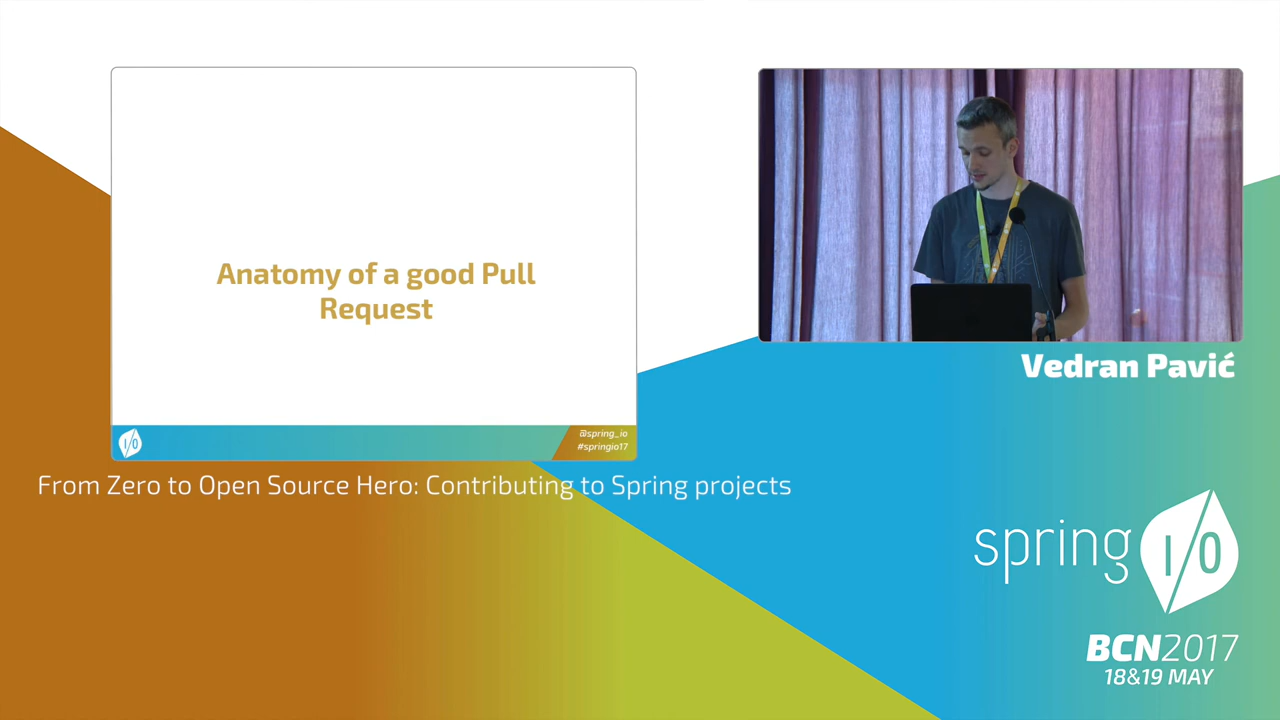 Anatomy of a good Pull
Request
I/O
@spring_io
#springio17
Vedran Pavić
From Zero to Open Source Hero: Contributing to Spring projects
spring I/O
BCN2017
18&19 MAY